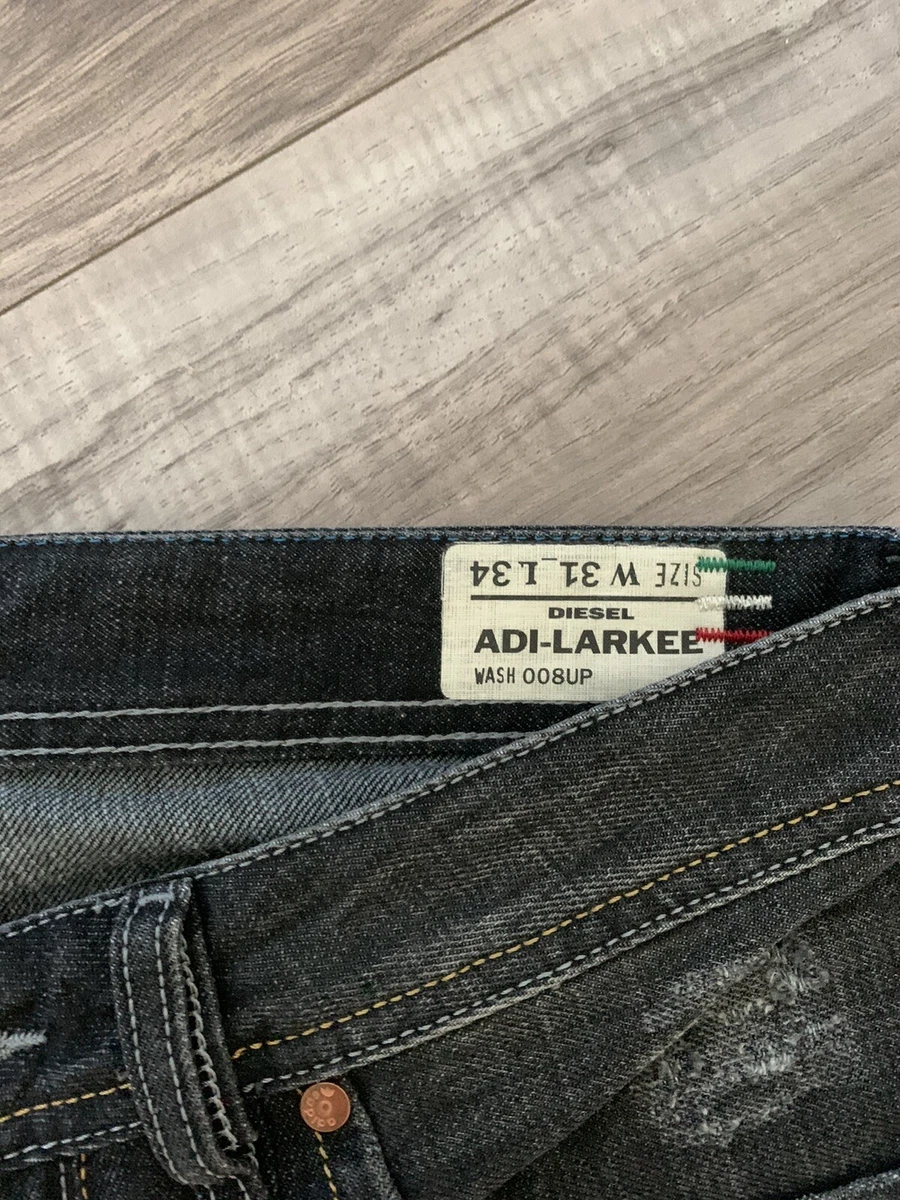 SIZE W 31_L34
DIESEL
ADI-LARKEE
WASH 008UP